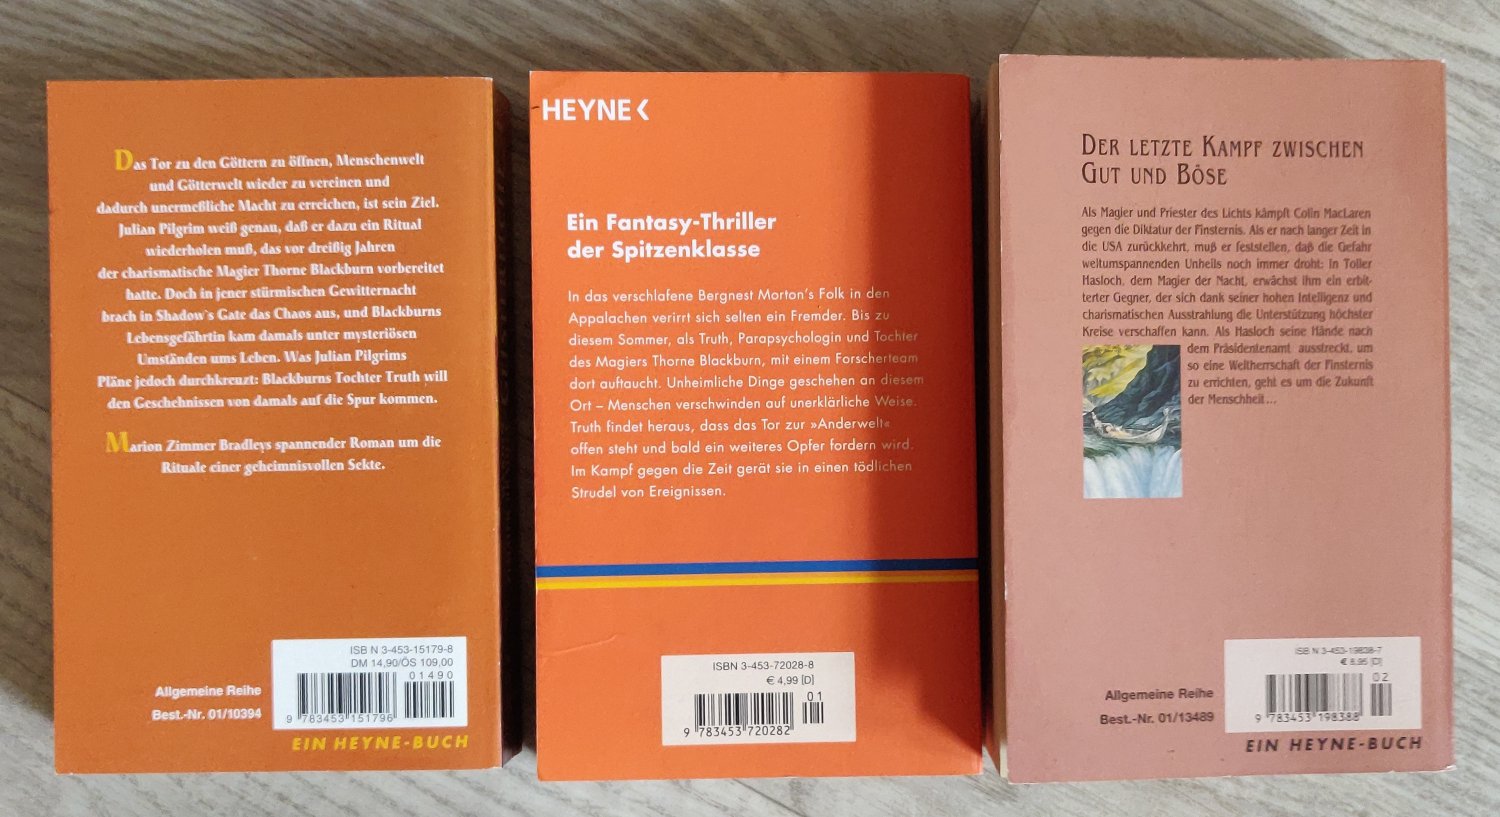 Das Tor zu den Göttern zu öffnen, Menschenwelt
und Götterwelt wieder zu vereinen und
dadurch unermeßliche Macht zu erreichen, ist sein Ziel.
Julian Pilgrim weiß genau, daß er dazu ein Ritual
wiederholen muß, das vor dreißig Jahren
der charismatische Magier Thorne Blackburn vorbereitet
hatte. Doch in jener stürmischen Gewitternacht
brach in Shadow's Gate das Chaos aus, und Blackburns
Lebensgefährtin kam damals unter mysteriösen
Umständen ums Leben. Was Julian Pilgrims
Pläne jedoch durchkreuzt: Blackburns Tochter Truth will
den Geschehnissen von damals auf die Spur kommen.
Marion Zimmer Bradleys spannender Roman um die
Rituale einer geheimnisvollen Sekte.
ISBN 3-453-15179-8
DM 14,90/ÖS 109,00
01490
9 783453 151796
Allgemeine Reihe
Best.-Nr. 01/10394
EIN HEYNE-BUCH
HEYNE<
Ein Fantasy-Thriller
der Spitzenklasse
In das verschlafene Bergnest Morton's Folk in den
Appalachen verirrt sich selten ein Fremder. Bis zu
diesem Sommer, als Truth, Parapsychologin und Tochter
des Magiers Thorne Blackburn, mit einem Forscherteam
dort auftaucht. Unheimliche Dinge geschehen an diesem
Ort – Menschen verschwinden auf unerklärliche Weise.
Truth findet heraus, dass das Tor zur »Anderwelt«
offen steht und bald ein weiteres Opfer fordern wird.
Im Kampf gegen die Zeit gerät sie in einen tödlichen
Strudel von Ereignissen.
ISBN 3-453-72028-8
€ 4,99 [D]
01
9 783453 720282
DER LETZTE KAMPF ZWISCHEN
GUT UND BÖSE
Als Magier und Priester des Lichts kämpft Colin MacLaren
gegen die Diktatur der Finsternis. Als er nach langer Zeit in
die USA zurückkehrt, muß er feststellen, daß die Gefahr
weltumspannenden Unheils noch immer droht: In Toller
Hasloch, dem Magier der Nacht, erwächst ihm ein erbit-
terter Gegner, der sich dank seiner hohen Intelligenz und
charismatischen Ausstrahlung die Unterstützung höchster
Kreise verschaffen kann. Als Hasloch seine Hände nach
dem Präsidentenamt ausstreckt, um
so eine Weltherrschaft der Finsternis
zu errichten, geht es um die Zukunft
der Menschheit...
ISBN 3-453-19838-7
€ 8,95 [D]
02
9 783453 198388
Allgemeine Reihe
Best.-Nr. 01/13489
EIN HEYNE-BUCH